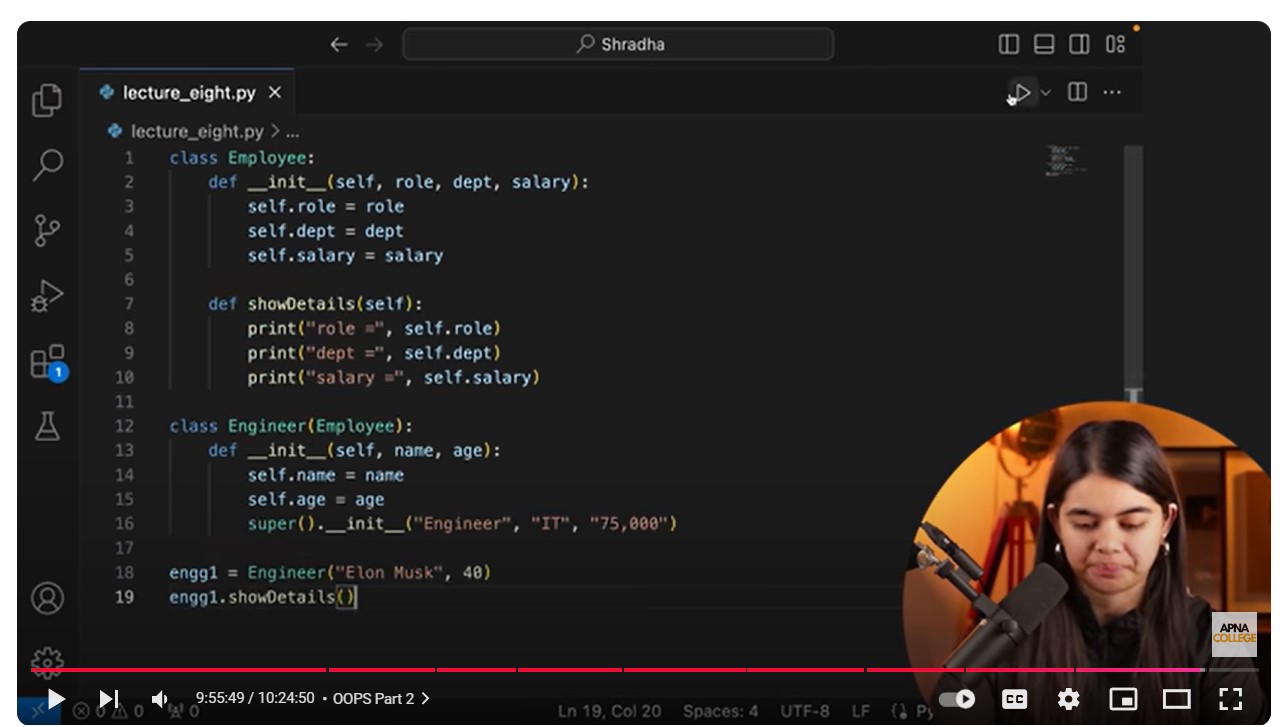 Shradha
lecture_eight.py
lecture_eight.py > ...
1 class Employee:
2 def __init__(self, role, dept, salary):
3 self.role = role
4 self.dept = dept
5 self.salary = salary
6
7 def showDetails(self):
8 print("role =", self.role)
9 print("dept =", self.dept)
10 print("salary =", self.salary)
11
12 class Engineer(Employee):
13 def __init__(self, name, age):
14 self.name = name
15 self.age = age
16 super().__init__("Engineer", "IT", "75,000")
17
18 engg1 = Engineer("Elon Musk", 40)
19 engg1.showDetails()
1
APNA
COLLEGE
9:55:49 / 10:24:50 • OOPS Part 2 >
CC
0 0 0
Ln 19, Col 20 Spaces: 4 UTF-8 LF